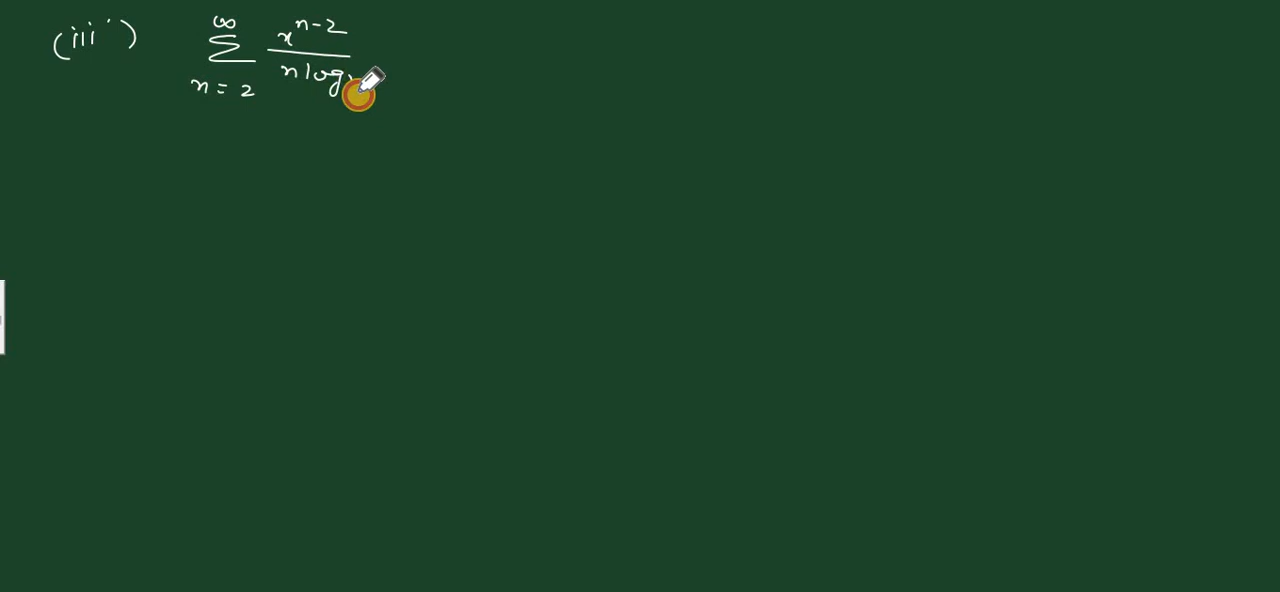 (iii) ∞ Σ n = 2 x^{n-2} / n log